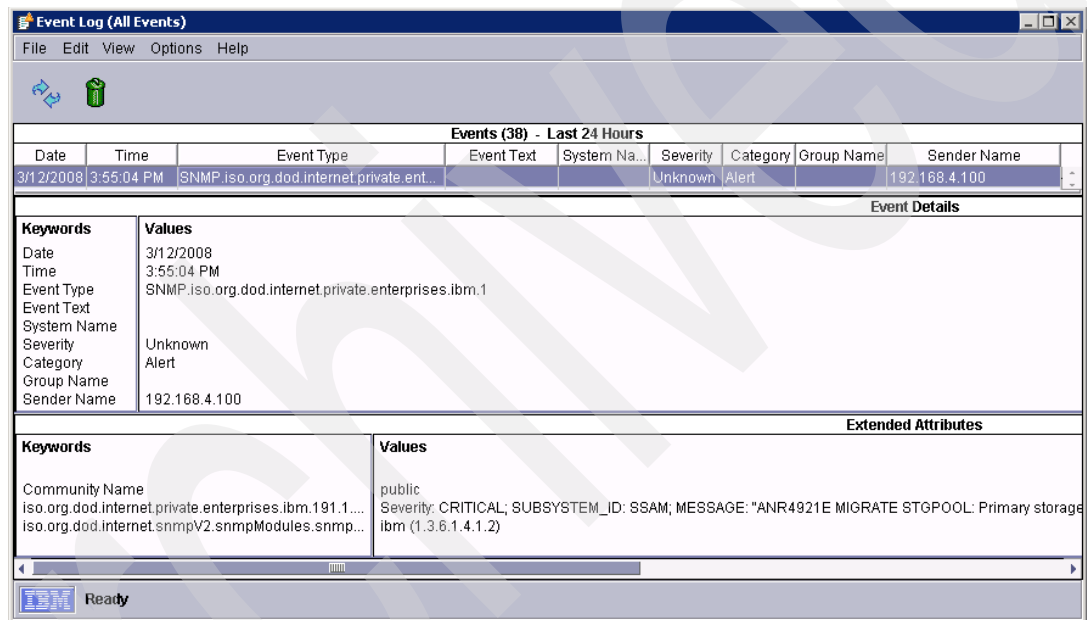 Event Log (All Events)
File Edit View Options Help
Events (38) - Last 24 Hours
Date Time Event Type Event Text System Na... Severity Category Group Name Sender Name
3/12/2008 3:55:04 PM SNMP.iso.org.dod.internet.private.ent... Unknown Alert 192.168.4.100
Event Details
Keywords Values
Date 3/12/2008
Time 3:55:04 PM
Event Type SNMP.iso.org.dod.internet.private.enterprises.ibm.1
Event Text
System Name
Severity Unknown
Category Alert
Group Name
Sender Name 192.168.4.100
Extended Attributes
Keywords Values
Community Name public
iso.org.dod.internet.private.enterprises.ibm.191.1.... Severity: CRITICAL; SUBSYSTEM_ID: SSAM; MESSAGE: "ANR4921E MIGRATE STGPOOL: Primary storage
iso.org.dod.internet.snmpV2.snmpModules.snmp... ibm (1.3.6.1.4.1.2)
IBM Ready